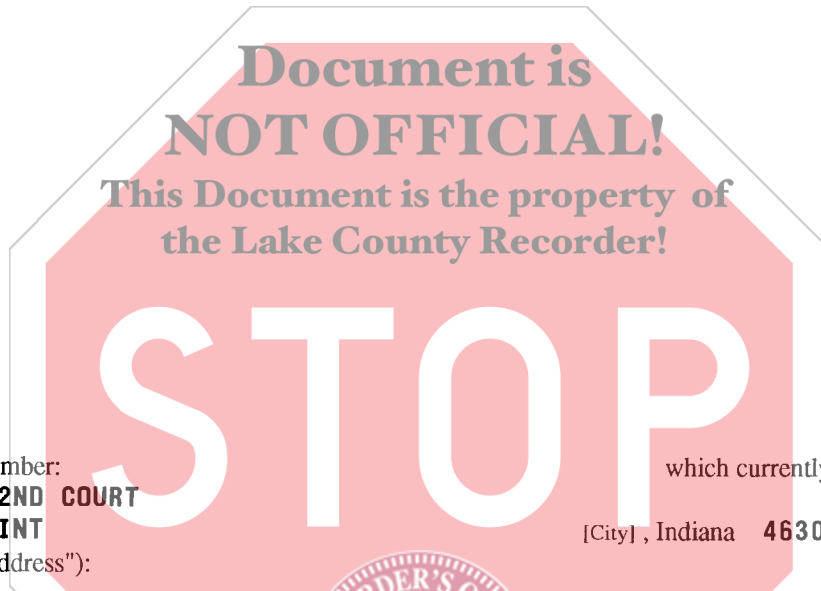 Document is
NOT OFFICIAL!
This Document is the property of
the Lake County Recorder!
STOP
mber: which currently
2ND COURT
INT [City] , Indiana 4630
ddress"):
DER'S